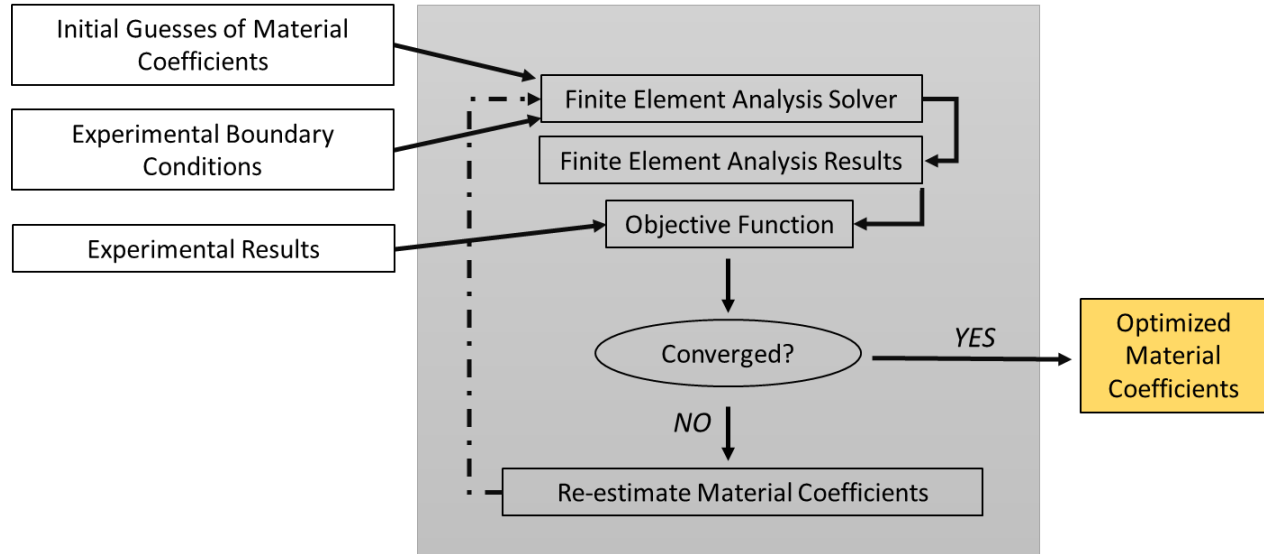 Initial Guesses of Material
Coefficients
Experimental Boundary
Conditions
Experimental Results
Finite Element Analysis Solver
Finite Element Analysis Results
Objective Function
Converged?
YES
Optimized
Material
Coefficients
NO
Re-estimate Material Coefficients